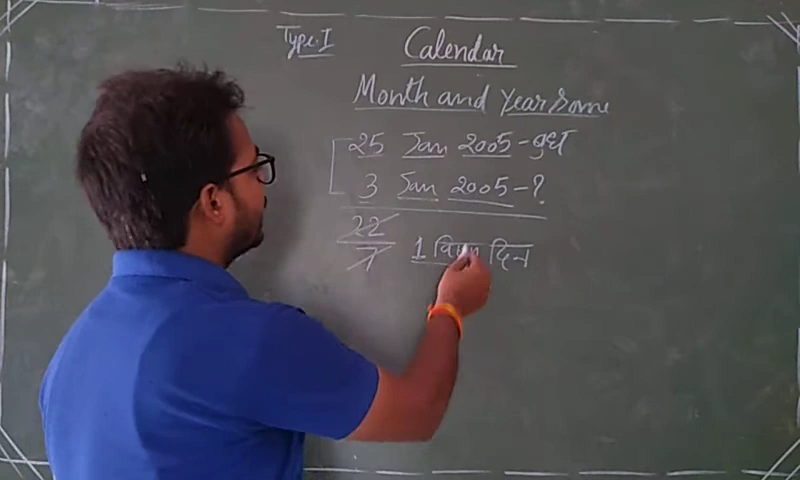 Type.I
Calendar
Month and Year Same
25 Jan 2005 - बुध
3 Jan 2005 - ?
22
7
1 विषम दिन